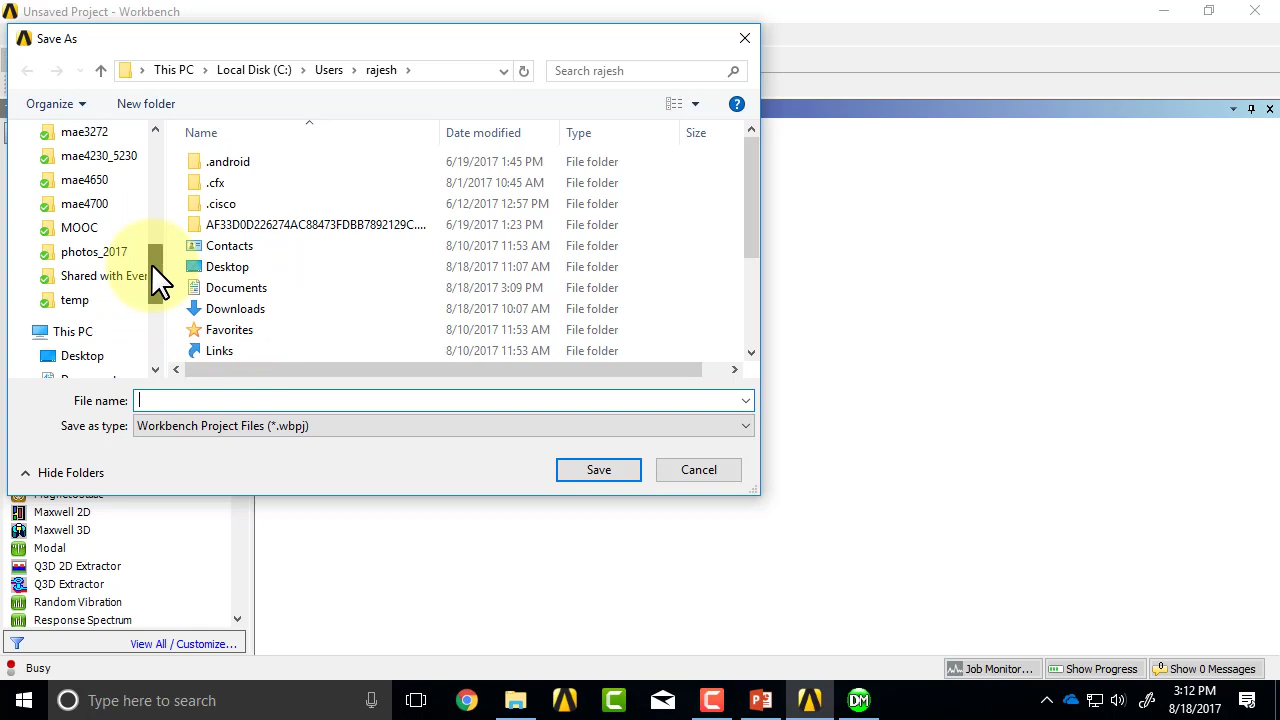 Unsaved Project - Workbench
Save As
This PC
Local Disk (C:)
Users
rajesh
Search rajesh
Organize
New folder
mae3272
mae4230_5230
mae4650
mae4700
MOOC
photos_2017
Shared with Ever
temp
This PC
Desktop
Name Date modified Type Size
.android 6/19/2017 1:45 PM File folder
.cfx 8/1/2017 10:45 AM File folder
.cisco 6/12/2017 12:57 PM File folder
AF33D0D226274AC88473FDBB7892129C.... 6/19/2017 1:23 PM File folder
Contacts 8/10/2017 11:53 AM File folder
Desktop 8/18/2017 11:07 AM File folder
Documents 8/18/2017 3:09 PM File folder
Downloads 8/18/2017 10:07 AM File folder
Favorites 8/10/2017 11:53 AM File folder
Links 8/10/2017 11:53 AM File folder
File name:
Save as type: Workbench Project Files (*.wbpj)
Hide Folders
Save
Cancel
Maxwell 2D
Maxwell 3D
Modal
Q3D 2D Extractor
Q3D Extractor
Random Vibration
Response Spectrum
View All / Customize...
Busy
Job Monitor...
Show Progress
Show 0 Messages
Type here to search
DM
3:12 PM
8/18/2017